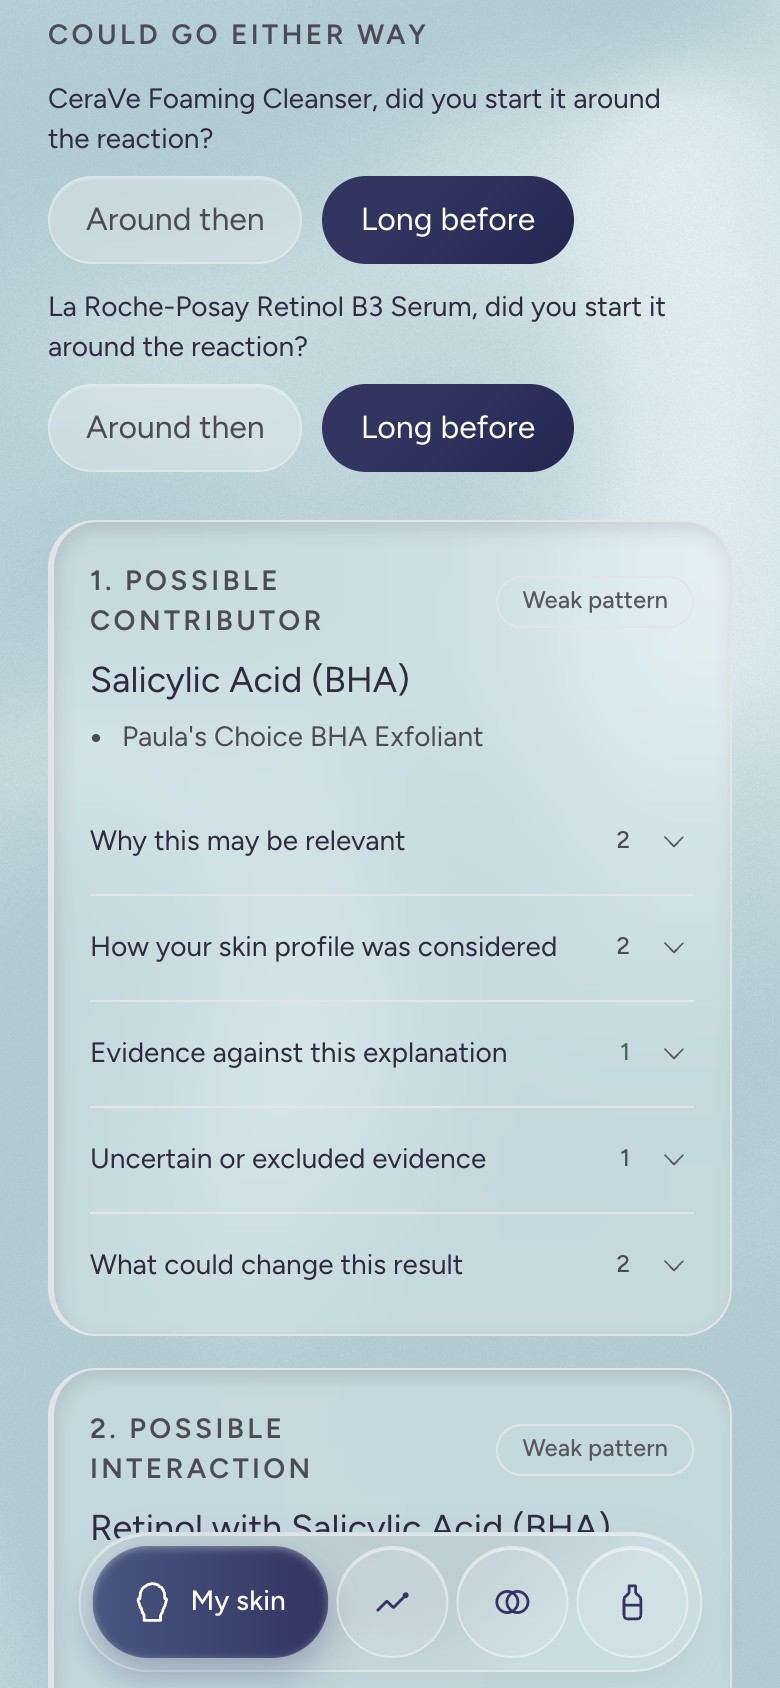 COULD GO EITHER WAY
CeraVe Foaming Cleanser, did you start it around
the reaction?
Around then
Long before
La Roche-Posay Retinol B3 Serum, did you start it
around the reaction?
Around then
Long before
1. POSSIBLE
CONTRIBUTOR
Weak pattern
Salicylic Acid (BHA)
• Paula's Choice BHA Exfoliant
Why this may be relevant 2
How your skin profile was considered 2
Evidence against this explanation 1
Uncertain or excluded evidence 1
What could change this result 2
2. POSSIBLE
INTERACTION
Weak pattern
Retinol with Salicylic Acid (BHA)
My skin